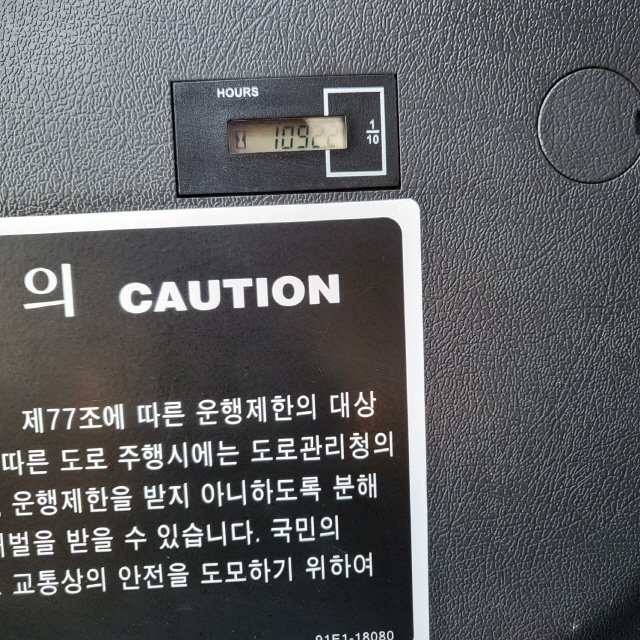 HOURS
1
10
의 CAUTION
제77조에 따른 운행제한의 대상
따른 도로 주행시에는 도로관리청의
운행제한을 받지 아니하도록 분해
처벌을 받을 수 있습니다. 국민의
교통상의 안전을 도모하기 위하여
91E1-18080